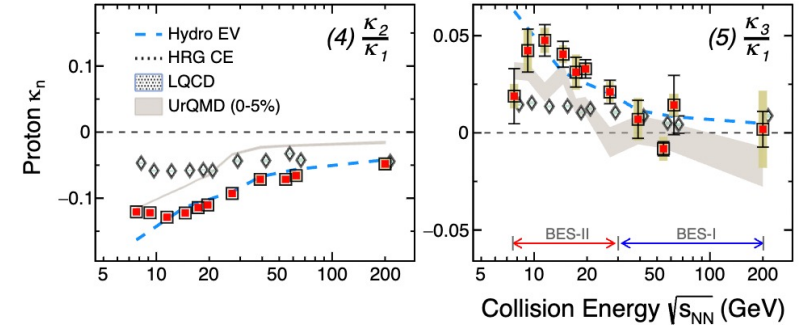 Proton κn
0.1
0
−0.1
Hydro EV
HRG CE
LQCD
UrQMD (0-5%)
(4) κ2/κ1
5 10 20 50 100 200
0.05
0
−0.05
(5) κ3/κ1
BES-II
BES-I
5 10 20 50 100 200
Collision Energy √sNN (GeV)